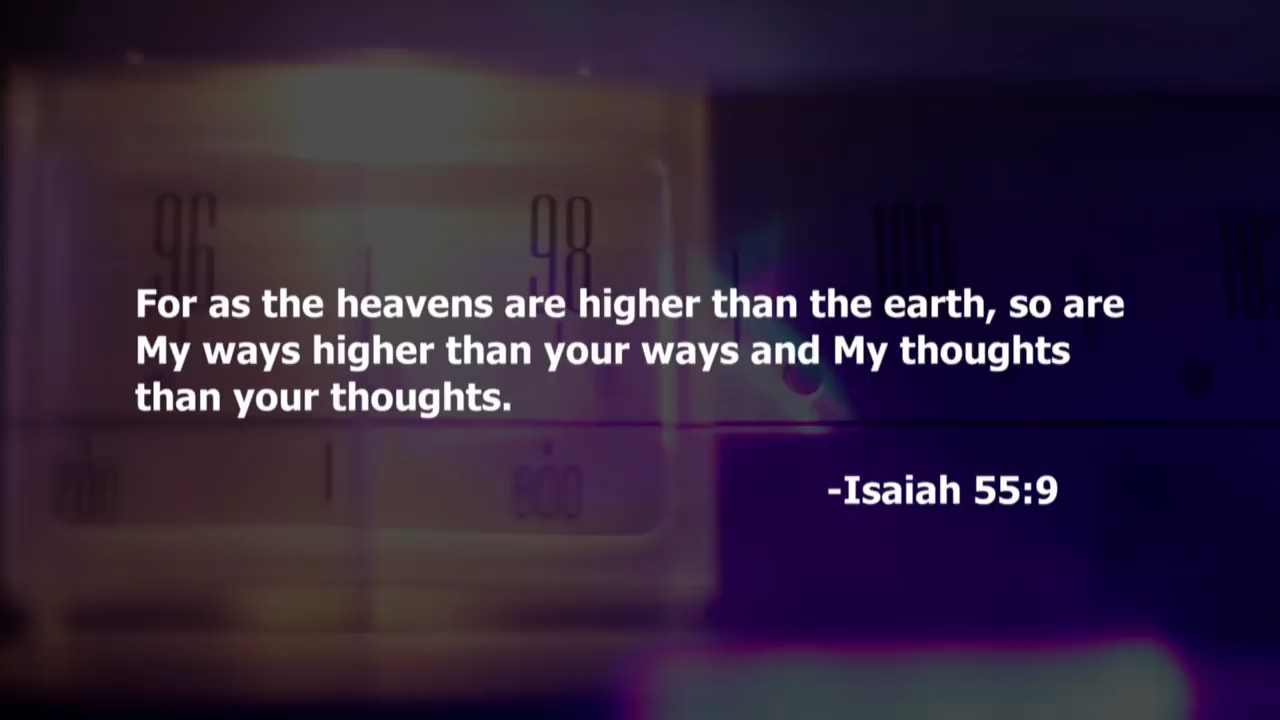 96 98 100
For as the heavens are higher than the earth, so are
My ways higher than your ways and My thoughts
than your thoughts.
800
-Isaiah 55:9